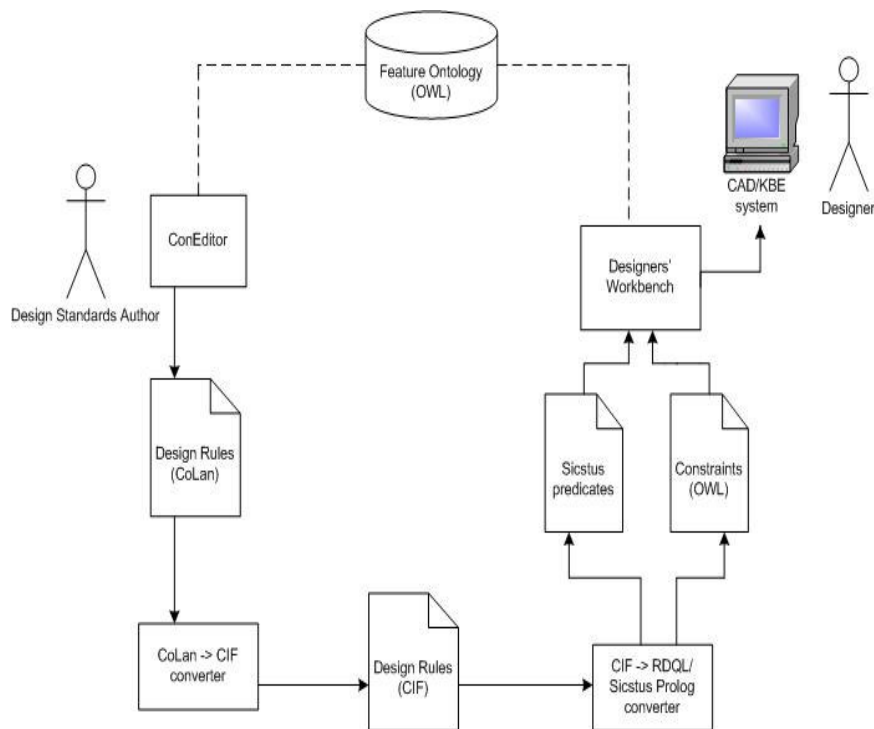 Feature Ontology
(OWL)
CAD/KBE
system
Designer
ConEditor
Design Standards Author
Designers'
Workbench
Design Rules
(CoLan)
Sicstus
predicates
Constraints
(OWL)
CoLan -> CIF
converter
Design Rules
(CIF)
CIF -> RDQL/
Sicstus Prolog
converter